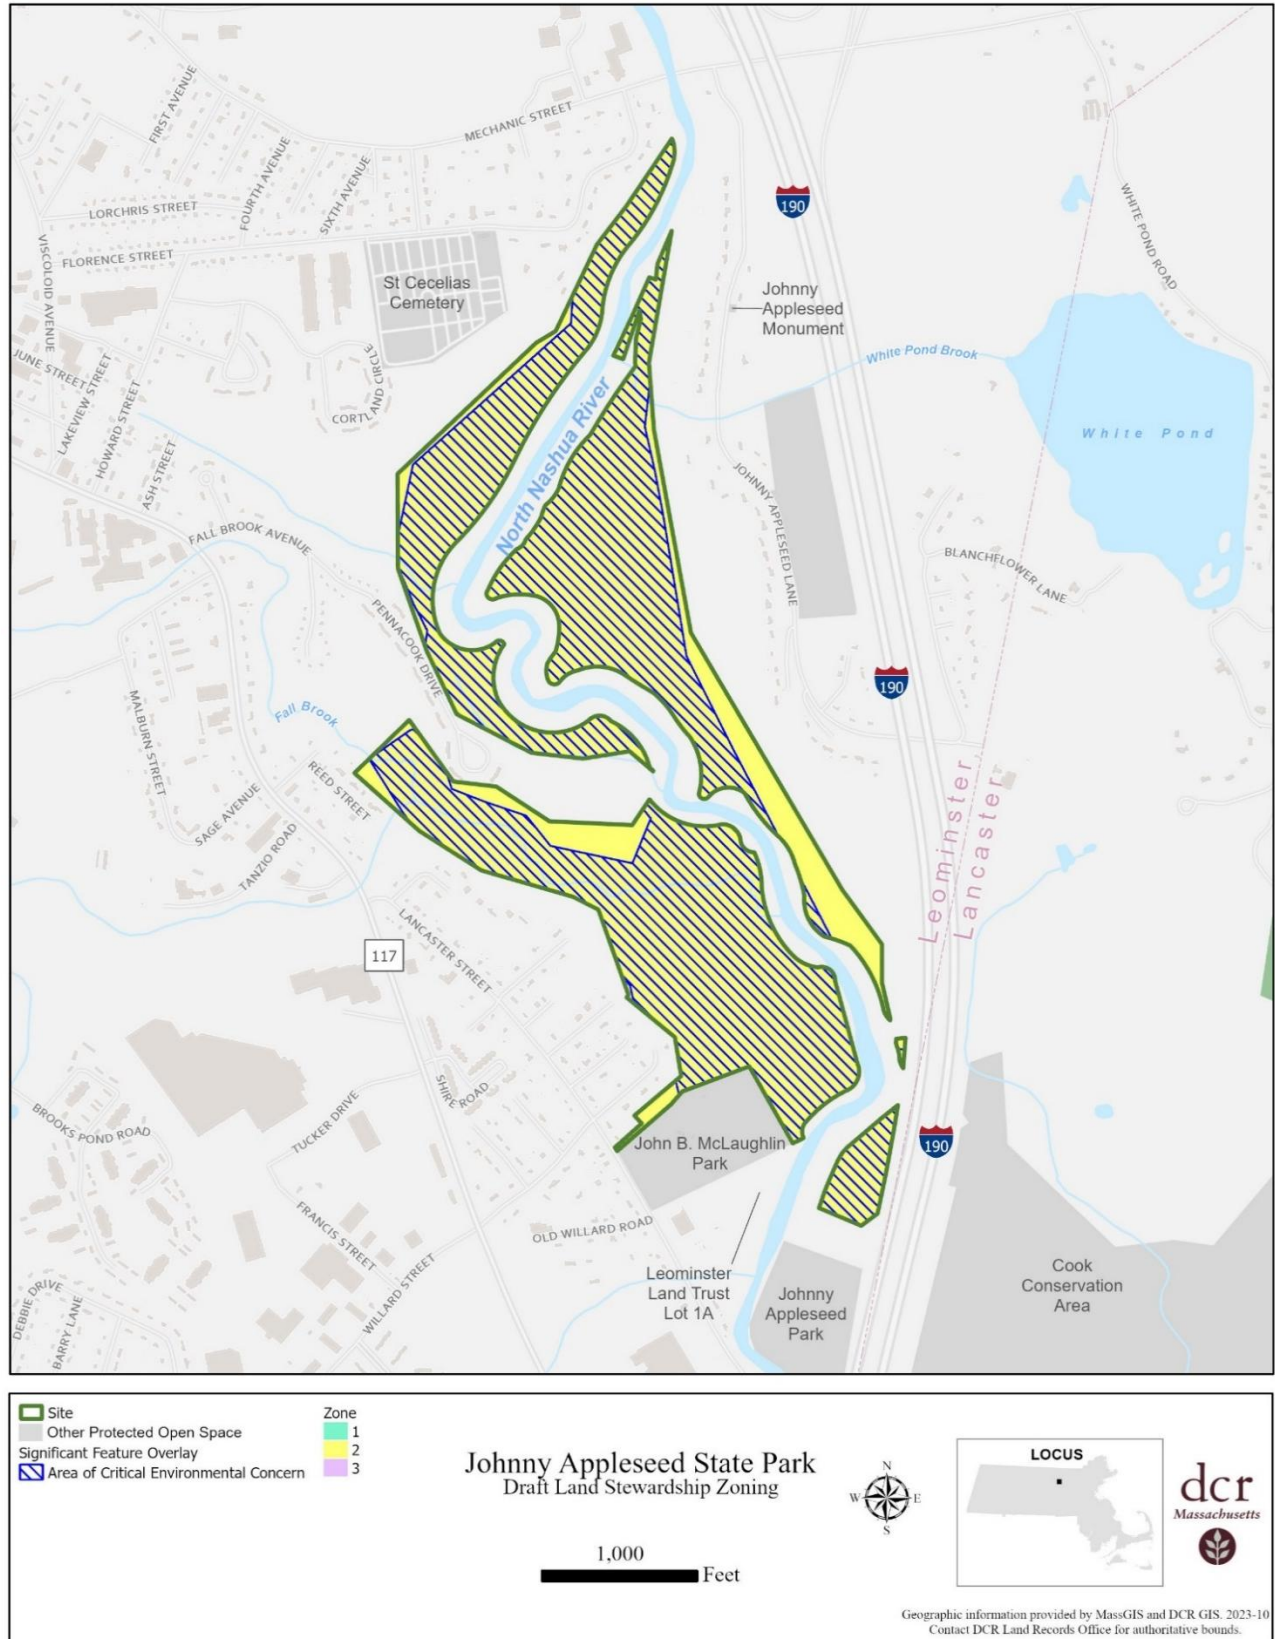 MECHANIC STREET
FIRST AVENUE
FOURTH AVENUE
SIXTH AVENUE
LORCHRIS STREET
FLORENCE STREET
VISCOLOID AVENUE
190
WHITE POND ROAD
St Cecelias
Cemetery
Johnny
Appleseed
Monument
White Pond Brook
JUNE STREET
LAKEVIEW STREET
HOWARD STREET
ASH STREET
CORTLAND CIRCLE
North Nashua River
White Pond
JOHNNY APPLESEED LANE
FALL BROOK AVENUE
BLANCHFLOWER LANE
PENNACOOK DRIVE
MALBURN STREET
Fall Brook
190
REED STREET
SAGE AVENUE
TANZIO ROAD
Leominster
Lancaster
LANCASTER STREET
117
SHIRE ROAD
TUCKER DRIVE
BROOKS POND ROAD
John B. McLaughlin
Park
190
FRANCIS STREET
OLD WILLARD ROAD
WILLARD STREET
DEBBIE DRIVE
BARRY LANE
Leominster
Land Trust
Lot 1A
Johnny
Appleseed
Park
Cook
Conservation
Area
Site
Other Protected Open Space
Significant Feature Overlay
Area of Critical Environmental Concern
Zone
1
2
3
Johnny Appleseed State Park
Draft Land Stewardship Zoning
1,000
Feet
N
W E
S
LOCUS
dcr
Massachusetts
Geographic information provided by MassGIS and DCR GIS. 2023-10
Contact DCR Land Records Office for authoritative bounds.